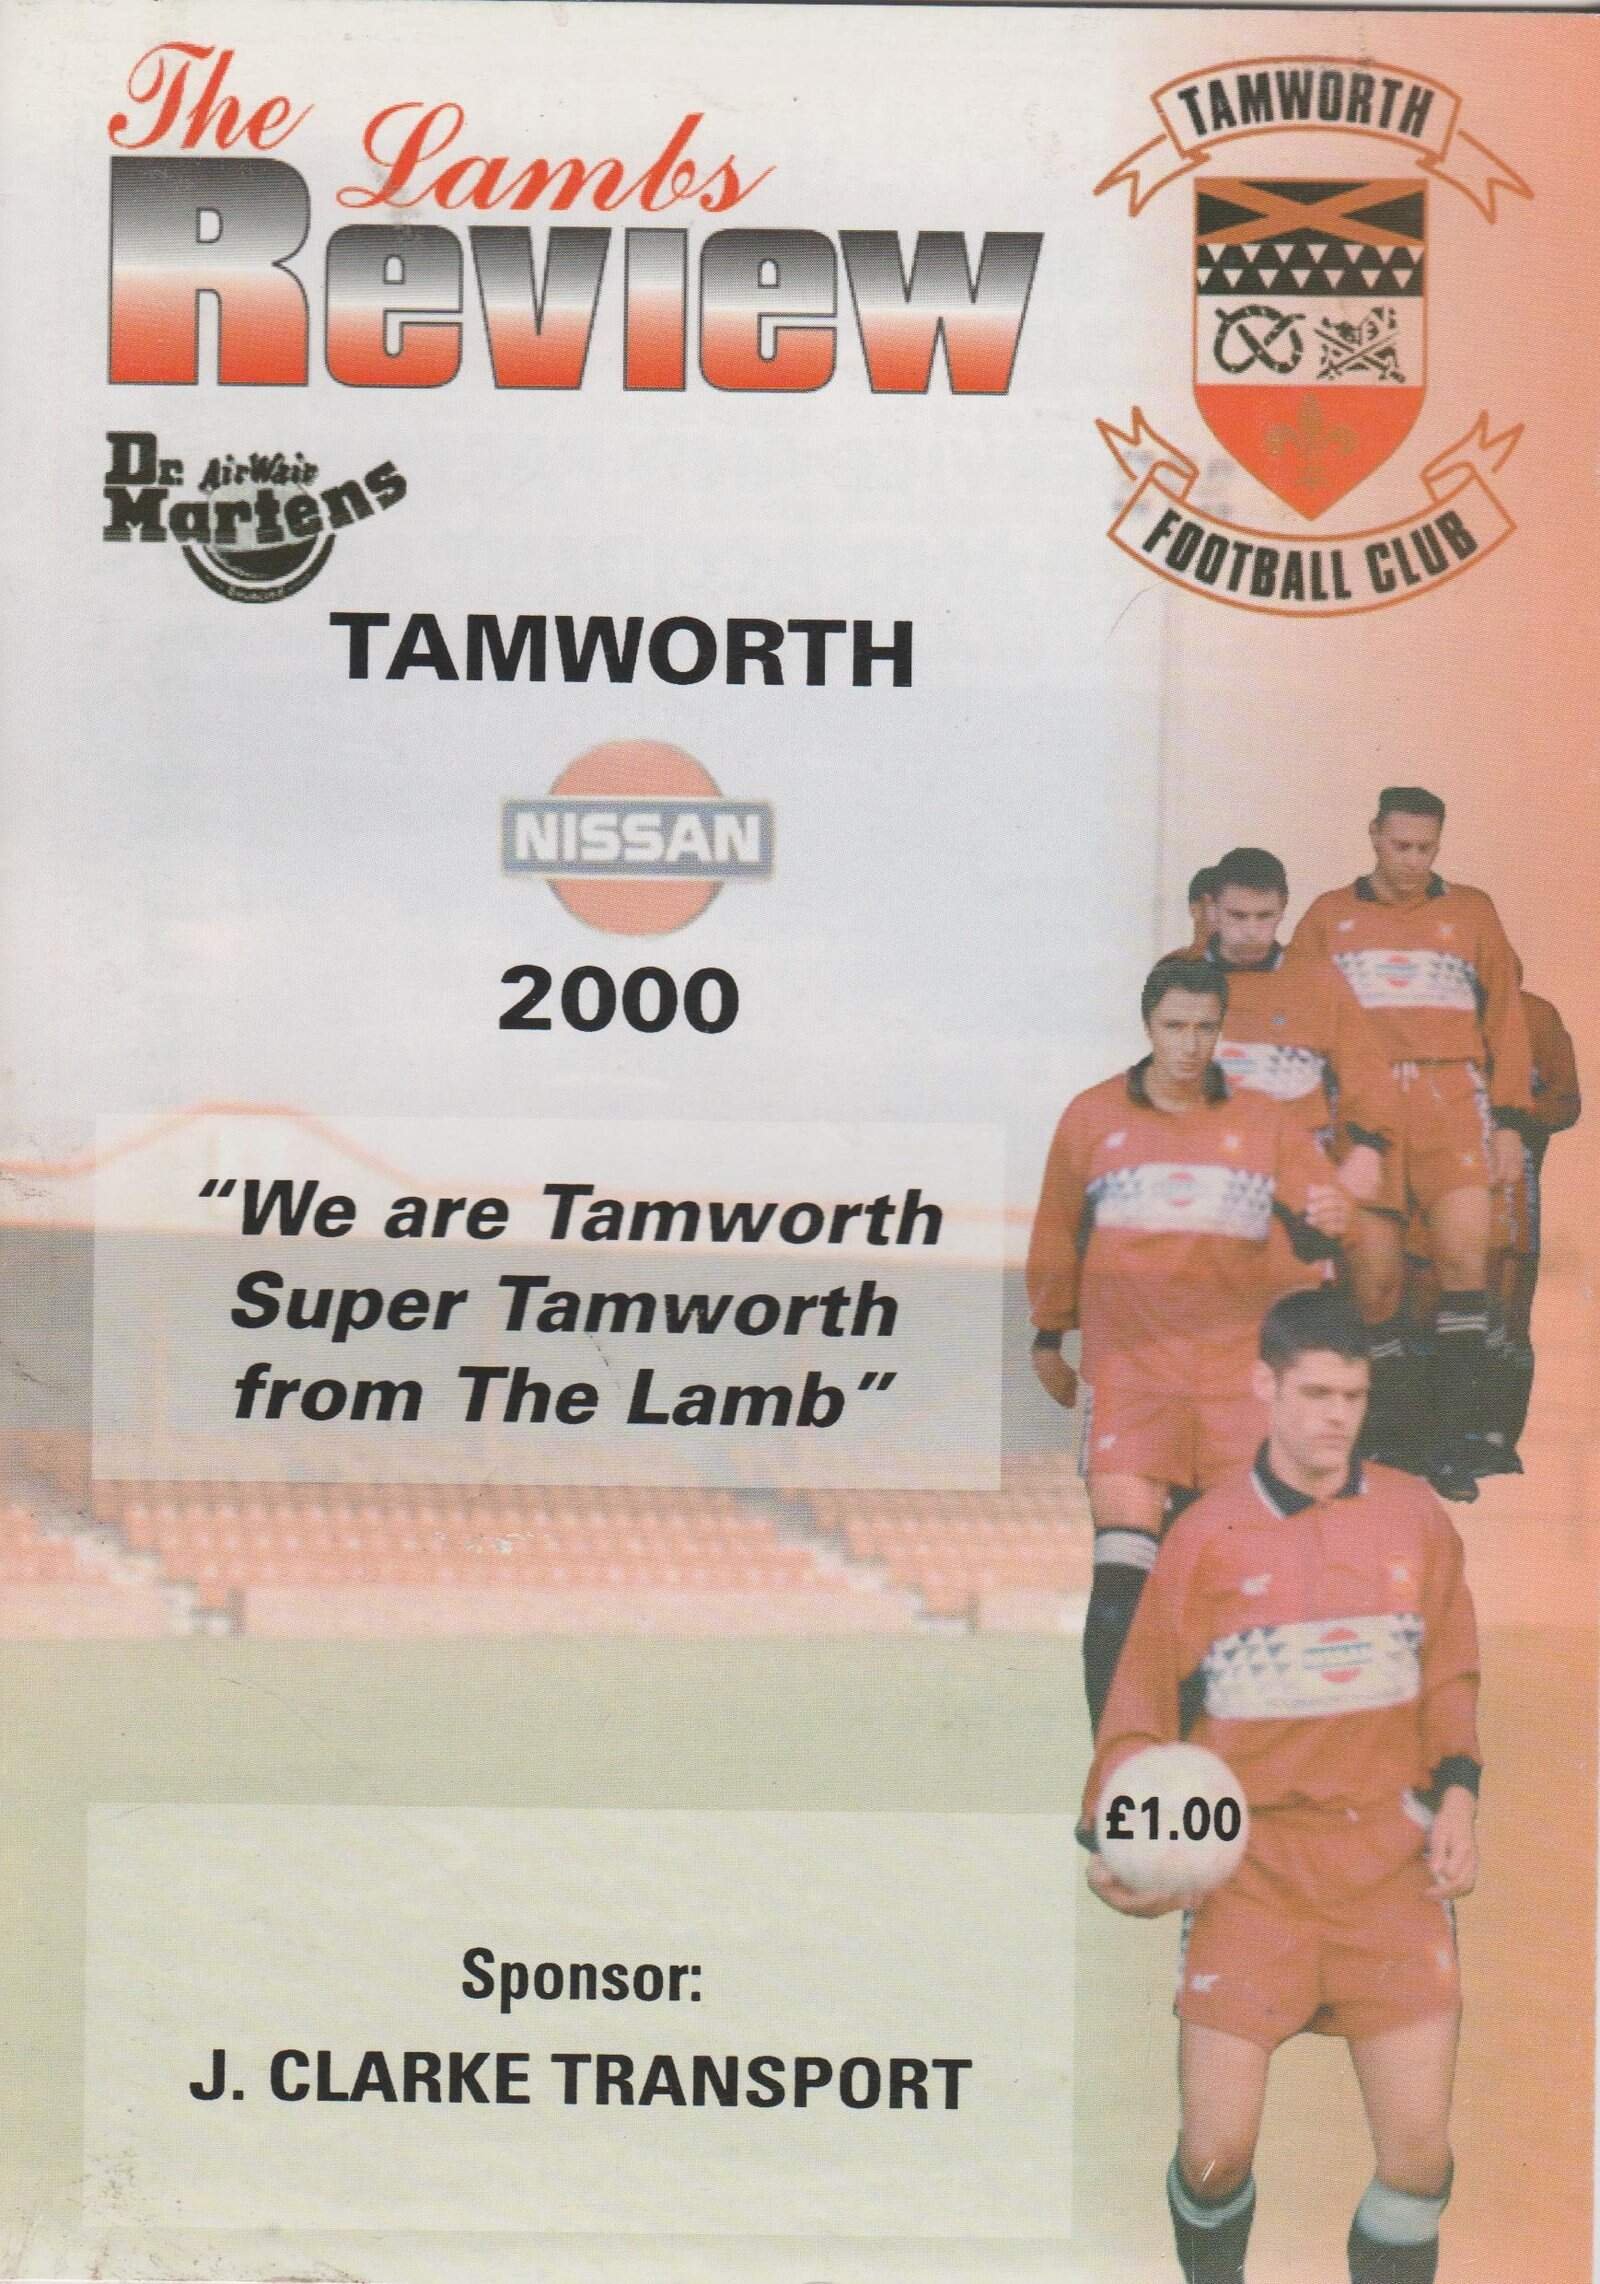 The Lambs
Review
TAMWORTH
FOOTBALL CLUB
Dr. AirWair
Martens
TAMWORTH
NISSAN
2000
“We are Tamworth
Super Tamworth
from The Lamb”
£1.00
Sponsor:
J. CLARKE TRANSPORT